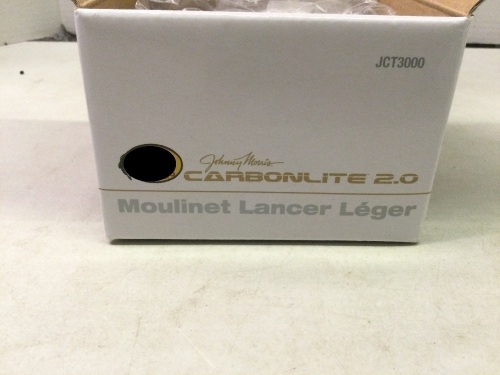 JCT3000
Johnny Morris
CARBONLITE 2.0
Moulinet Lancer Léger